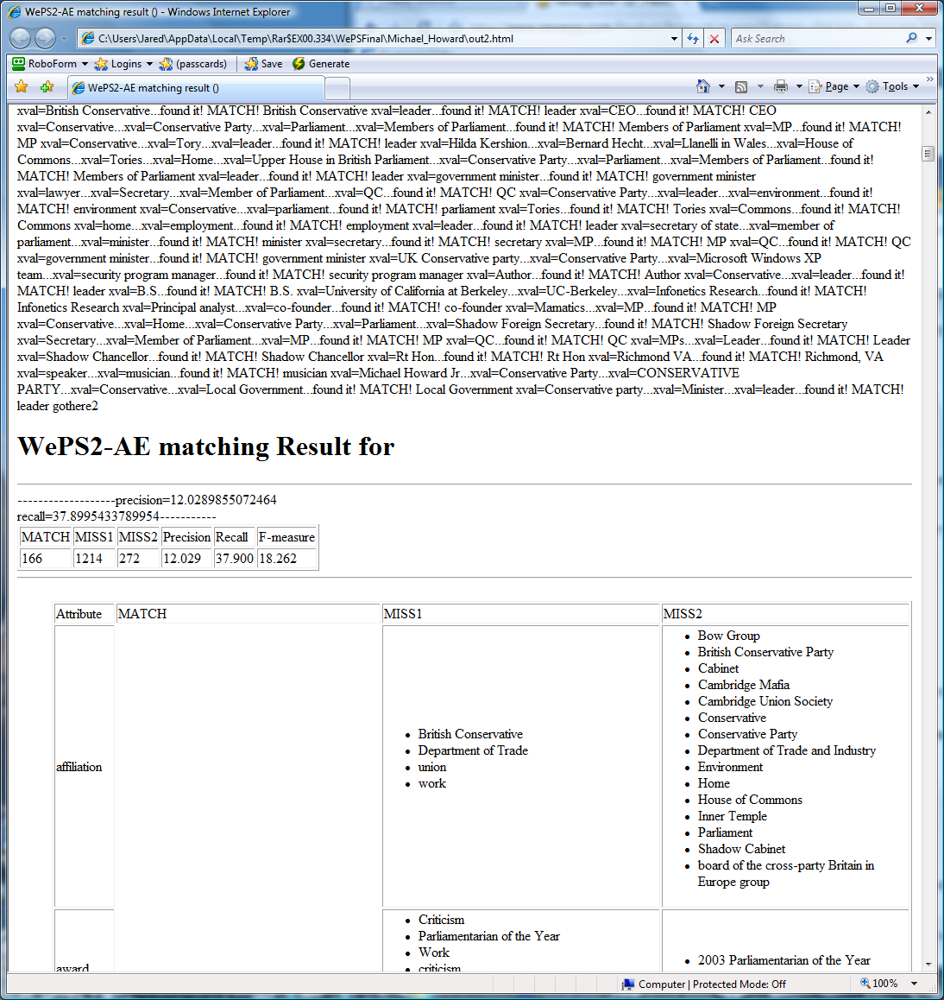 WePS2-AE matching result () - Windows Internet Explorer
C:\Users\Jared\AppData\Local\Temp\Rar$EX00.334\WePSFinal\Michael_Howard\out2.html
Ask Search
RoboForm Logins (passcards) Save Generate
WePS2-AE matching result ()
Page Tools
xval=British Conservative...found it! MATCH! British Conservative xval=leader...found it! MATCH! leader xval=CEO...found it! MATCH! CEO
xval=Conservative...xval=Conservative Party...xval=Parliament...xval=Members of Parliament...found it! MATCH! Members of Parliament xval=MP...found it! MATCH!
MP xval=Conservative...xval=Tory...xval=leader...found it! MATCH! leader xval=Hilda Kershion...xval=Bernard Hecht...xval=Llanelli in Wales...xval=House of
Commons...xval=Tories...xval=Home...xval=Upper House in British Parliament...xval=Conservative Party...xval=Parliament...xval=Members of Parliament...found it!
MATCH! Members of Parliament xval=leader...found it! MATCH! leader xval=government minister...found it! MATCH! government minister
xval=lawyer...xval=Secretary...xval=Member of Parliament...xval=QC...found it! MATCH! QC xval=Conservative Party...xval=leader...xval=environment...found it!
MATCH! environment xval=Conservative...xval=parliament...found it! MATCH! parliament xval=Tories...found it! MATCH! Tories xval=Commons...found it! MATCH!
Commons xval=home...xval=employment...found it! MATCH! employment xval=leader...found it! MATCH! leader xval=secretary of state...xval=member of
parliament...xval=minister...found it! MATCH! minister xval=secretary...found it! MATCH! secretary xval=MP...found it! MATCH! MP xval=QC...found it! MATCH! QC
xval=government minister...found it! MATCH! government minister xval=UK Conservative party...xval=Conservative Party...xval=Microsoft Windows XP
team...xval=security program manager...found it! MATCH! security program manager xval=Author...found it! MATCH! Author xval=Conservative...xval=leader...found it!
MATCH! leader xval=B.S...found it! MATCH! B.S. xval=University of California at Berkeley...xval=UC-Berkeley...xval=Infonetics Research...found it! MATCH!
Infonetics Research xval=Principal analyst...xval=co-founder...found it! MATCH! co-founder xval=Mamatics...xval=MP...found it! MATCH! MP
xval=Conservative...xval=Home...xval=Conservative Party...xval=Parliament...xval=Shadow Foreign Secretary...found it! MATCH! Shadow Foreign Secretary
xval=Secretary...xval=Member of Parliament...xval=MP...found it! MATCH! MP xval=QC...found it! MATCH! QC xval=MPs...xval=Leader...found it! MATCH! Leader
xval=Shadow Chancellor...found it! MATCH! Shadow Chancellor xval=Rt Hon...found it! MATCH! Rt Hon xval=Richmond VA...found it! MATCH! Richmond, VA
xval=speaker...xval=musician...found it! MATCH! musician xval=Michael Howard Jr...xval=Conservative Party...xval=CONSERVATIVE
PARTY...xval=Conservative...xval=Local Government...found it! MATCH! Local Government xval=Conservative party...xval=Minister...xval=leader...found it! MATCH!
leader gothere2
WePS2-AE matching Result for
-------------------precision=12.0289855072464
recall=37.8995433789954-----------
MATCH MISS1 MISS2 Precision Recall F-measure
166 1214 272 12.029 37.900 18.262
Attribute MATCH MISS1 MISS2
affiliation
British Conservative
Department of Trade
union
work
Bow Group
British Conservative Party
Cabinet
Cambridge Mafia
Cambridge Union Society
Conservative
Conservative Party
Department of Trade and Industry
Environment
Home
House of Commons
Inner Temple
Parliament
Shadow Cabinet
board of the cross-party Britain in
Europe group
award
Criticism
Parliamentarian of the Year
Work
criticism
2003 Parliamentarian of the Year
Computer | Protected Mode: Off
100%